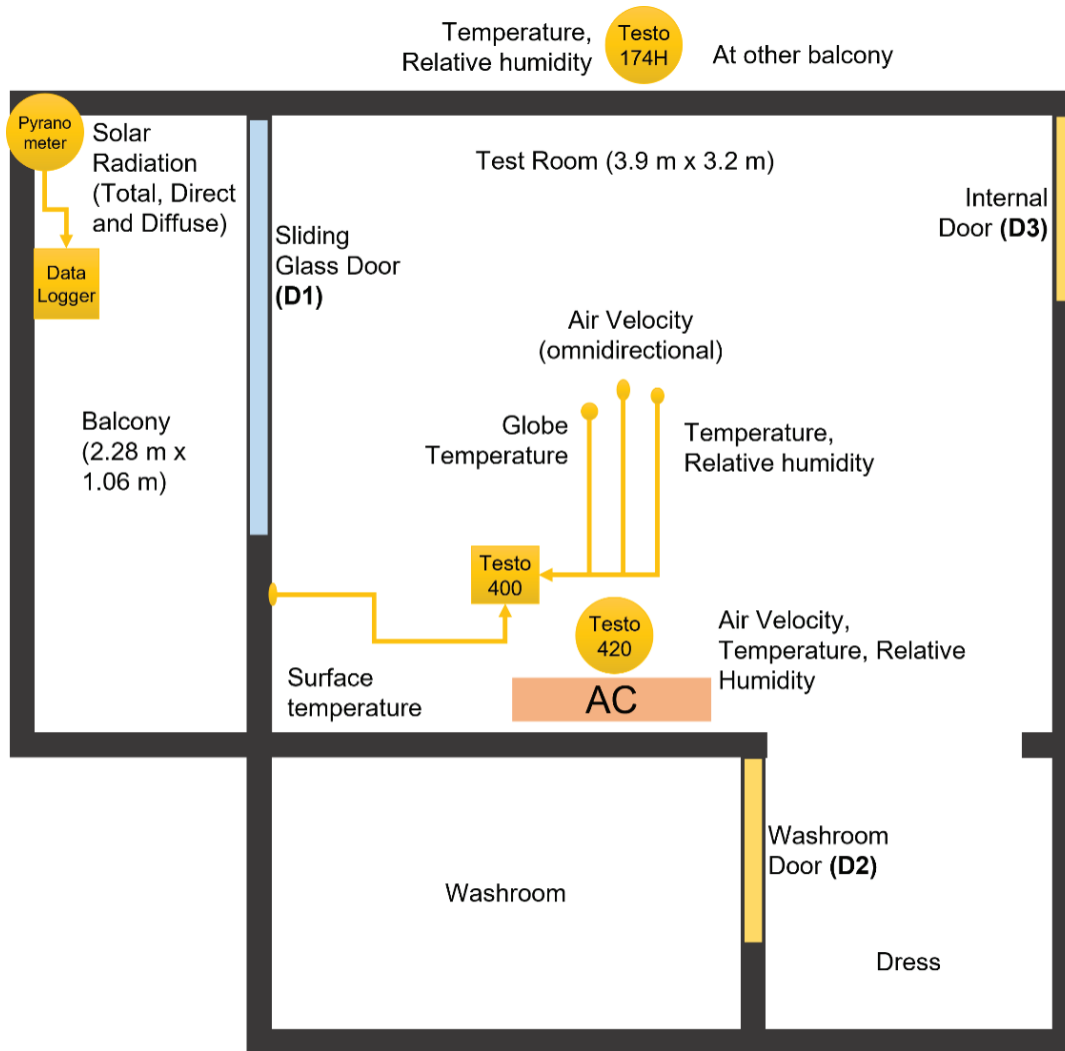 Temperature,
Relative humidity
Testo
174H
At other balcony
Pyrano
meter
Solar
Radiation
(Total, Direct
and Diffuse)
Data
Logger
Test Room (3.9 m x 3.2 m)
Internal
Door (D3)
Sliding
Glass Door
(D1)
Air Velocity
(omnidirectional)
Globe
Temperature
Temperature,
Relative humidity
Balcony
(2.28 m x
1.06 m)
Testo
400
Testo
420
Air Velocity,
Temperature, Relative
Humidity
Surface
temperature
AC
Washroom
Door (D2)
Washroom
Dress